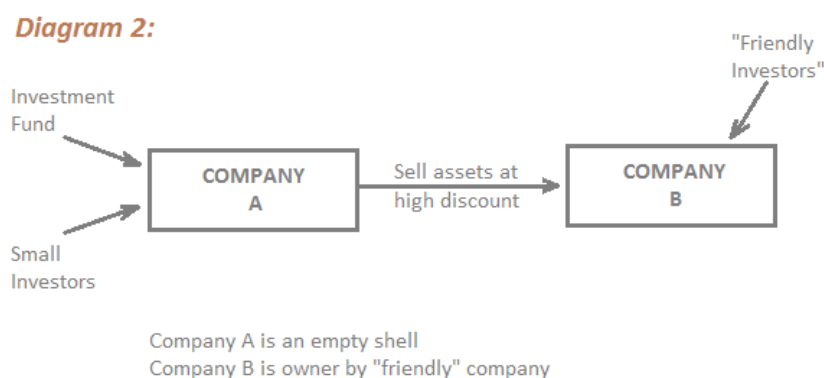 Diagram 2:
"Friendly
Investors"
Investment
Fund
COMPANY
A
Sell assets at
high discount
COMPANY
B
Small
Investors
Company A is an empty shell
Company B is owner by "friendly" company